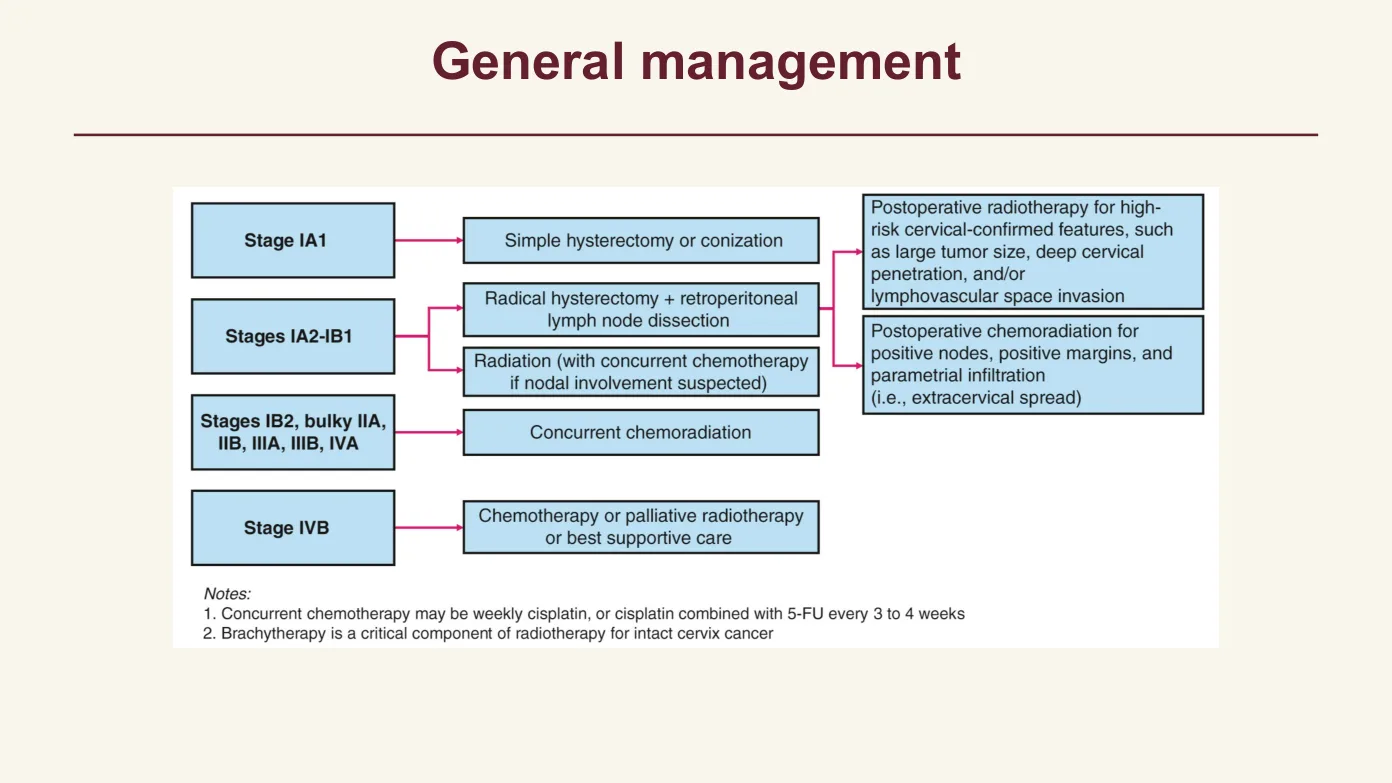 General management
Stage IA1
Simple hysterectomy or conization
Stages IA2-IB1
Radical hysterectomy + retroperitoneal
lymph node dissection
Radiation (with concurrent chemotherapy
if nodal involvement suspected)
Postoperative radiotherapy for high-
risk cervical-confirmed features, such
as large tumor size, deep cervical
penetration, and/or
lymphovascular space invasion
Postoperative chemoradiation for
positive nodes, positive margins, and
parametrial infiltration
(i.e., extracervical spread)
Stages IB2, bulky IIA,
IIB, IIIA, IIIB, IVA
Concurrent chemoradiation
Stage IVB
Chemotherapy or palliative radiotherapy
or best supportive care
Notes:
1. Concurrent chemotherapy may be weekly cisplatin, or cisplatin combined with 5-FU every 3 to 4 weeks
2. Brachytherapy is a critical component of radiotherapy for intact cervix cancer